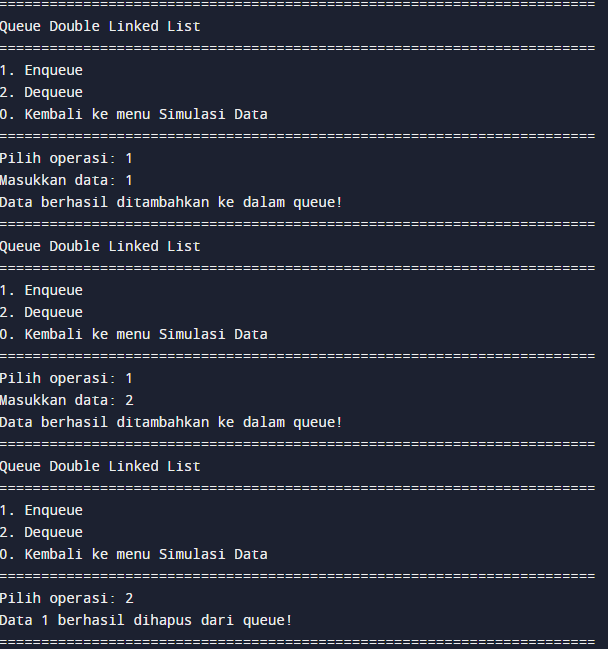 =======================================================================
Queue Double Linked List
=======================================================================
1. Enqueue
2. Dequeue
0. Kembali ke menu Simulasi Data
=======================================================================
Pilih operasi: 1
Masukkan data: 1
Data berhasil ditambahkan ke dalam queue!
=======================================================================
Queue Double Linked List
=======================================================================
1. Enqueue
2. Dequeue
0. Kembali ke menu Simulasi Data
=======================================================================
Pilih operasi: 1
Masukkan data: 2
Data berhasil ditambahkan ke dalam queue!
=======================================================================
Queue Double Linked List
=======================================================================
1. Enqueue
2. Dequeue
0. Kembali ke menu Simulasi Data
=======================================================================
Pilih operasi: 2
Data 1 berhasil dihapus dari queue!
=======================================================================